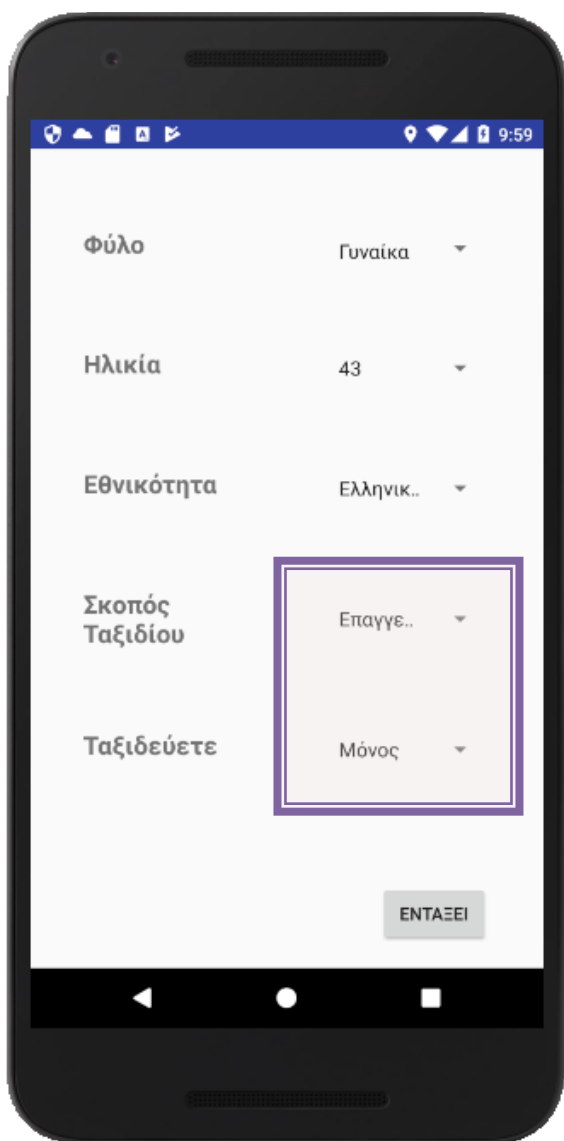 9:59
Φύλο
Γυναίκα
Ηλικία
43
Εθνικότητα
Ελληνικ..
Σκοπός
Ταξιδίου
Επαγγε..
Ταξιδεύετε
Μόνος
ΕΝΤΑΞΕΙ